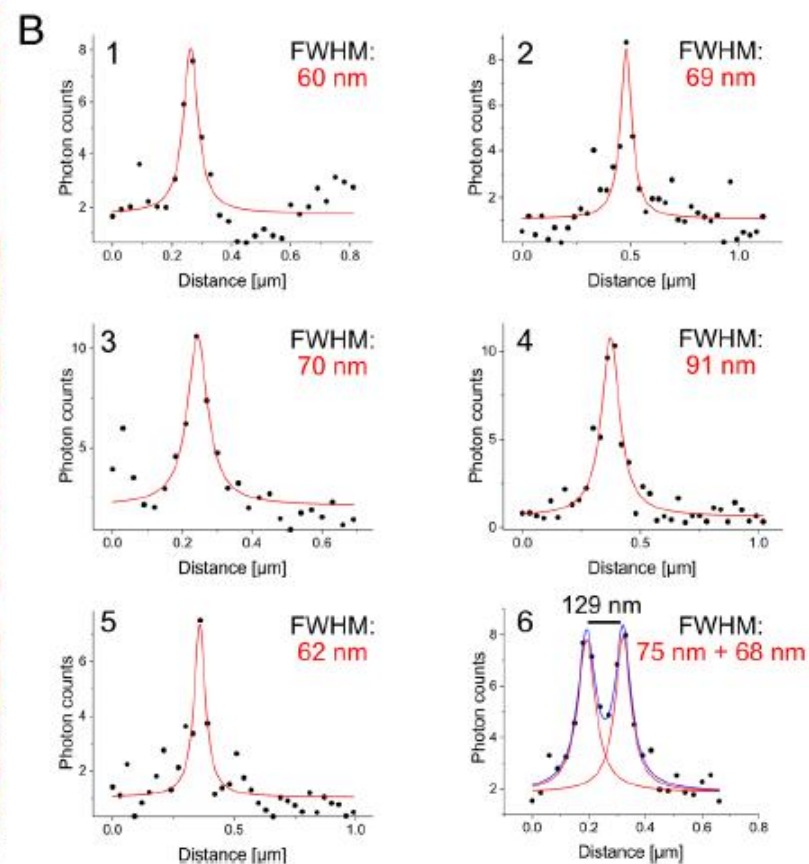 B
1
FWHM:
60 nm
Photon counts
8
6
4
2
0.0 0.2 0.4 0.6 0.8
Distance [µm]
2
FWHM:
69 nm
Photon counts
8
6
4
2
0.0 0.5 1.0
Distance [µm]
3
FWHM:
70 nm
Photon counts
10
5
0.0 0.2 0.4 0.6
Distance [µm]
4
FWHM:
91 nm
Photon counts
10
5
0
0.0 0.5 1.0
Distance [µm]
5
FWHM:
62 nm
Photon counts
6
4
2
0.0 0.5 1.0
Distance [µm]
129 nm
6
FWHM:
75 nm + 68 nm
Photon counts
8
6
4
2
0.0 0.2 0.4 0.6 0.8
Distance [µm]